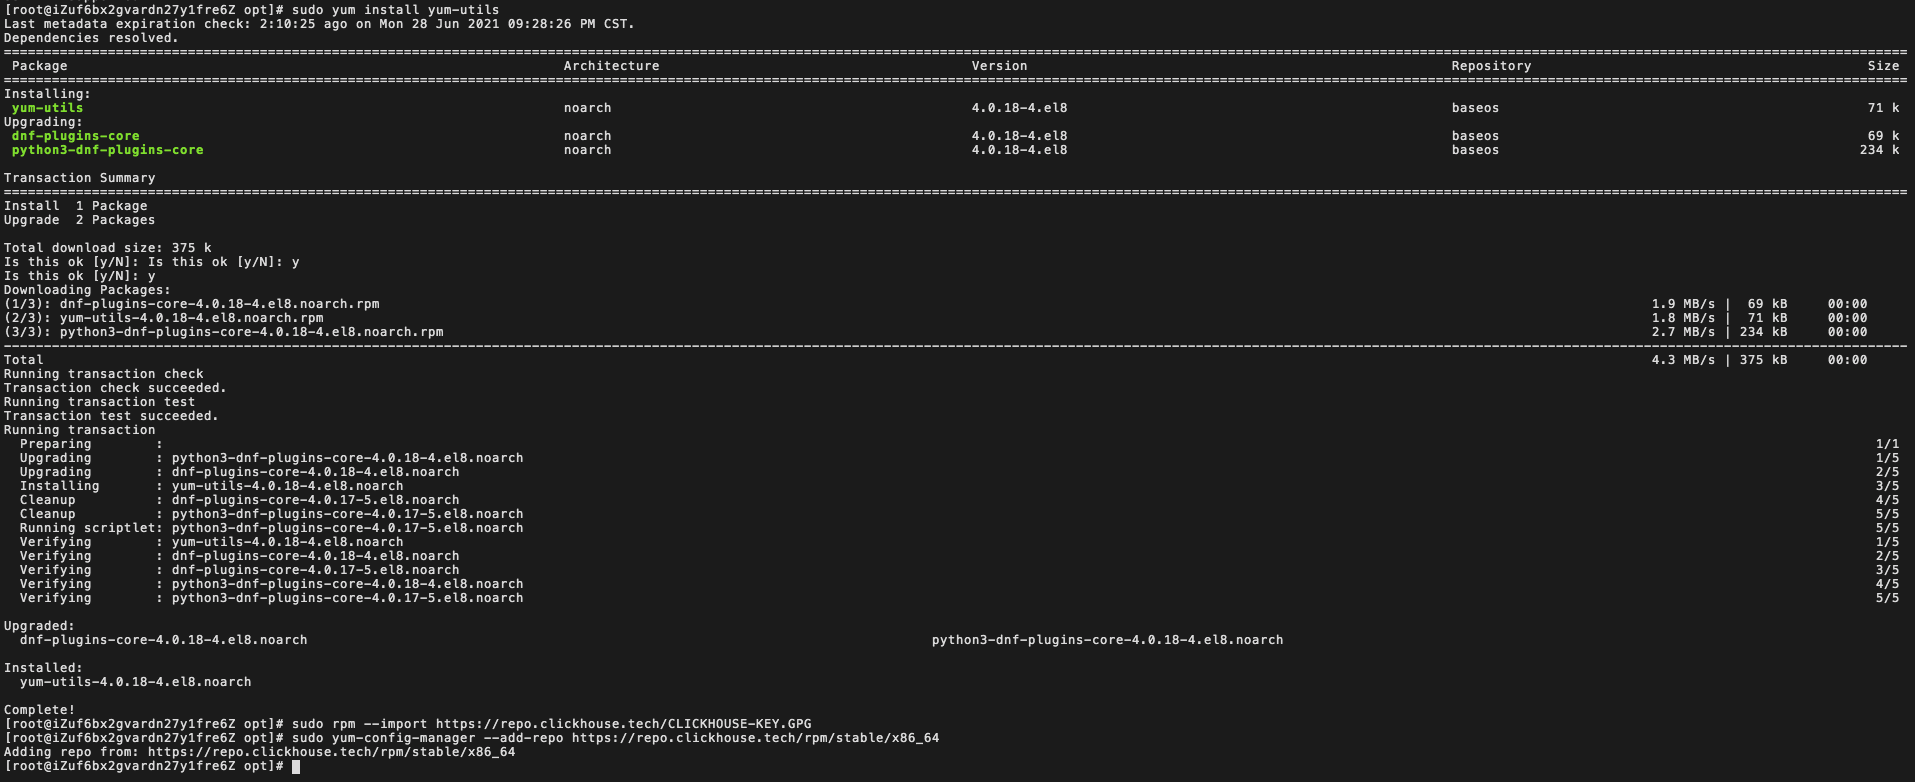 [root@iZuf6bx2gvardn27y1fre6Z opt]# sudo yum install yum-utils
Last metadata expiration check: 2:10:25 ago on Mon 28 Jun 2021 09:28:26 PM CST.
Dependencies resolved.
Package Architecture Version Repository Size
Installing:
yum-utils noarch 4.0.18-4.el8 baseos 71 k
Upgrading:
dnf-plugins-core noarch 4.0.18-4.el8 baseos 69 k
python3-dnf-plugins-core noarch 4.0.18-4.el8 baseos 234 k
Transaction Summary
Install 1 Package
Upgrade 2 Packages
Total download size: 375 k
Is this ok [y/N]: Is this ok [y/N]: y
Is this ok [y/N]: y
Downloading Packages:
(1/3): dnf-plugins-core-4.0.18-4.el8.noarch.rpm 1.9 MB/s | 69 kB 00:00
(2/3): yum-utils-4.0.18-4.el8.noarch.rpm 1.8 MB/s | 71 kB 00:00
(3/3): python3-dnf-plugins-core-4.0.18-4.el8.noarch.rpm 2.7 MB/s | 234 kB 00:00
Total 4.3 MB/s | 375 kB 00:00
Running transaction check
Transaction check succeeded.
Running transaction test
Transaction test succeeded.
Running transaction
Preparing : 1/1
Upgrading : python3-dnf-plugins-core-4.0.18-4.el8.noarch 1/5
Upgrading : dnf-plugins-core-4.0.18-4.el8.noarch 2/5
Installing : yum-utils-4.0.18-4.el8.noarch 3/5
Cleanup : dnf-plugins-core-4.0.17-5.el8.noarch 4/5
Cleanup : python3-dnf-plugins-core-4.0.17-5.el8.noarch 5/5
Running scriptlet: python3-dnf-plugins-core-4.0.17-5.el8.noarch 5/5
Verifying : yum-utils-4.0.18-4.el8.noarch 1/5
Verifying : dnf-plugins-core-4.0.18-4.el8.noarch 2/5
Verifying : dnf-plugins-core-4.0.17-5.el8.noarch 3/5
Verifying : python3-dnf-plugins-core-4.0.18-4.el8.noarch 4/5
Verifying : python3-dnf-plugins-core-4.0.17-5.el8.noarch 5/5
Upgraded:
dnf-plugins-core-4.0.18-4.el8.noarch python3-dnf-plugins-core-4.0.18-4.el8.noarch
Installed:
yum-utils-4.0.18-4.el8.noarch
Complete!
[root@iZuf6bx2gvardn27y1fre6Z opt]# sudo rpm --import https://repo.clickhouse.tech/CLICKHOUSE-KEY.GPG
[root@iZuf6bx2gvardn27y1fre6Z opt]# sudo yum-config-manager --add-repo https://repo.clickhouse.tech/rpm/stable/x86_64
Adding repo from: https://repo.clickhouse.tech/rpm/stable/x86_64
[root@iZuf6bx2gvardn27y1fre6Z opt]#